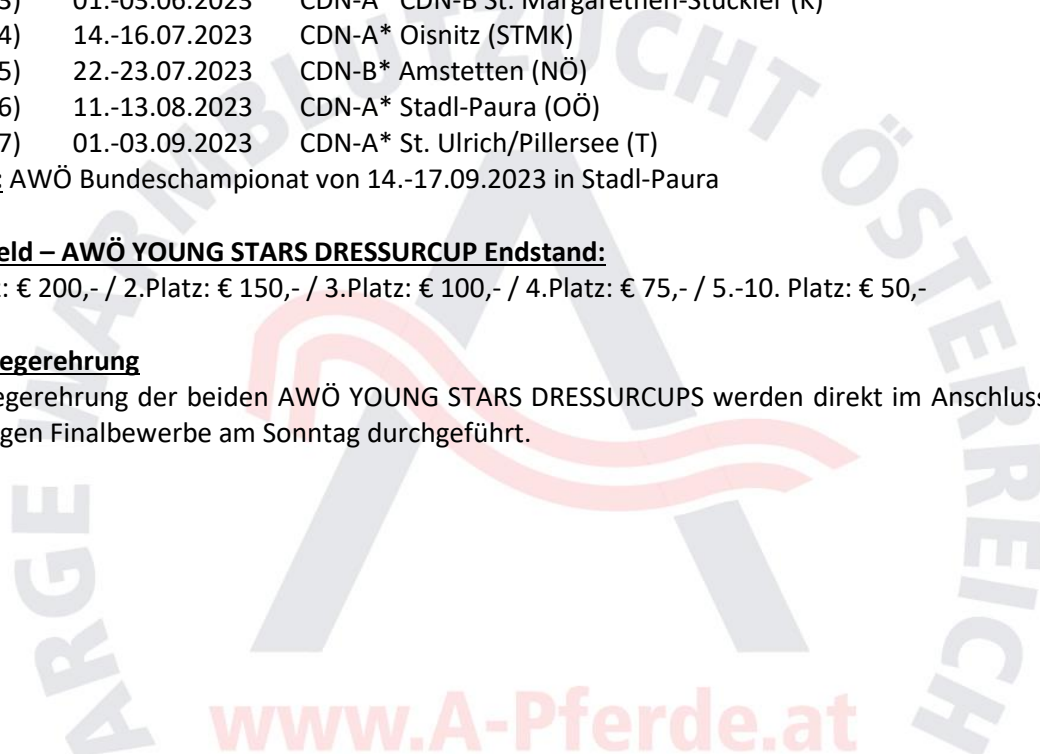 3) 01.-03.06.2023 CDN-A* CDN-B St. Margarethen-Stückler (K)
4) 14.-16.07.2023 CDN-A* Oisnitz (STMK)
5) 22.-23.07.2023 CDN-B* Amstetten (NÖ)
6) 11.-13.08.2023 CDN-A* Stadl-Paura (OÖ)
7) 01.-03.09.2023 CDN-A* St. Ulrich/Pillersee (T)
: AWÖ Bundeschampionat von 14.-17.09.2023 in Stadl-Paura
eld – AWÖ YOUNG STARS DRESSURCUP Endstand:
: € 200,- / 2.Platz: € 150,- / 3.Platz: € 100,- / 4.Platz: € 75,- / 5.-10. Platz: € 50,-
egerehrung
egerehrung der beiden AWÖ YOUNG STARS DRESSURCUPS werden direkt im Anschluss
gen Finalbewerbe am Sonntag durchgeführt.
ARGE WARMBLUTZUCHT ÖSTERREICH
www.A-Pferde.at